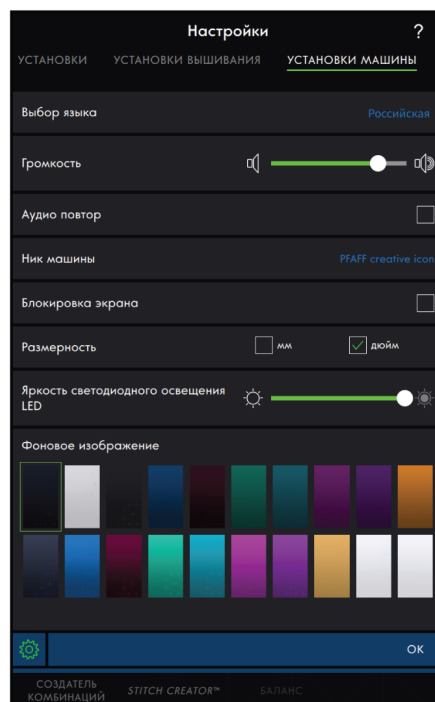 Настройки ?
УСТАНОВКИ УСТАНОВКИ ВЫШИВАНИЯ УСТАНОВКИ МАШИНЫ
Выбор языка Российская
Громкость
Аудио повтор
Ник машины PFAFF creative icon
Блокировка экрана
Размерность мм дюйм
Яркость светодиодного освещения
LED
Фоновое изображение
OK
СОЗДАТЕЛЬ
КОМБИНАЦИЙ STITCH CREATOR™ БАЛАНС